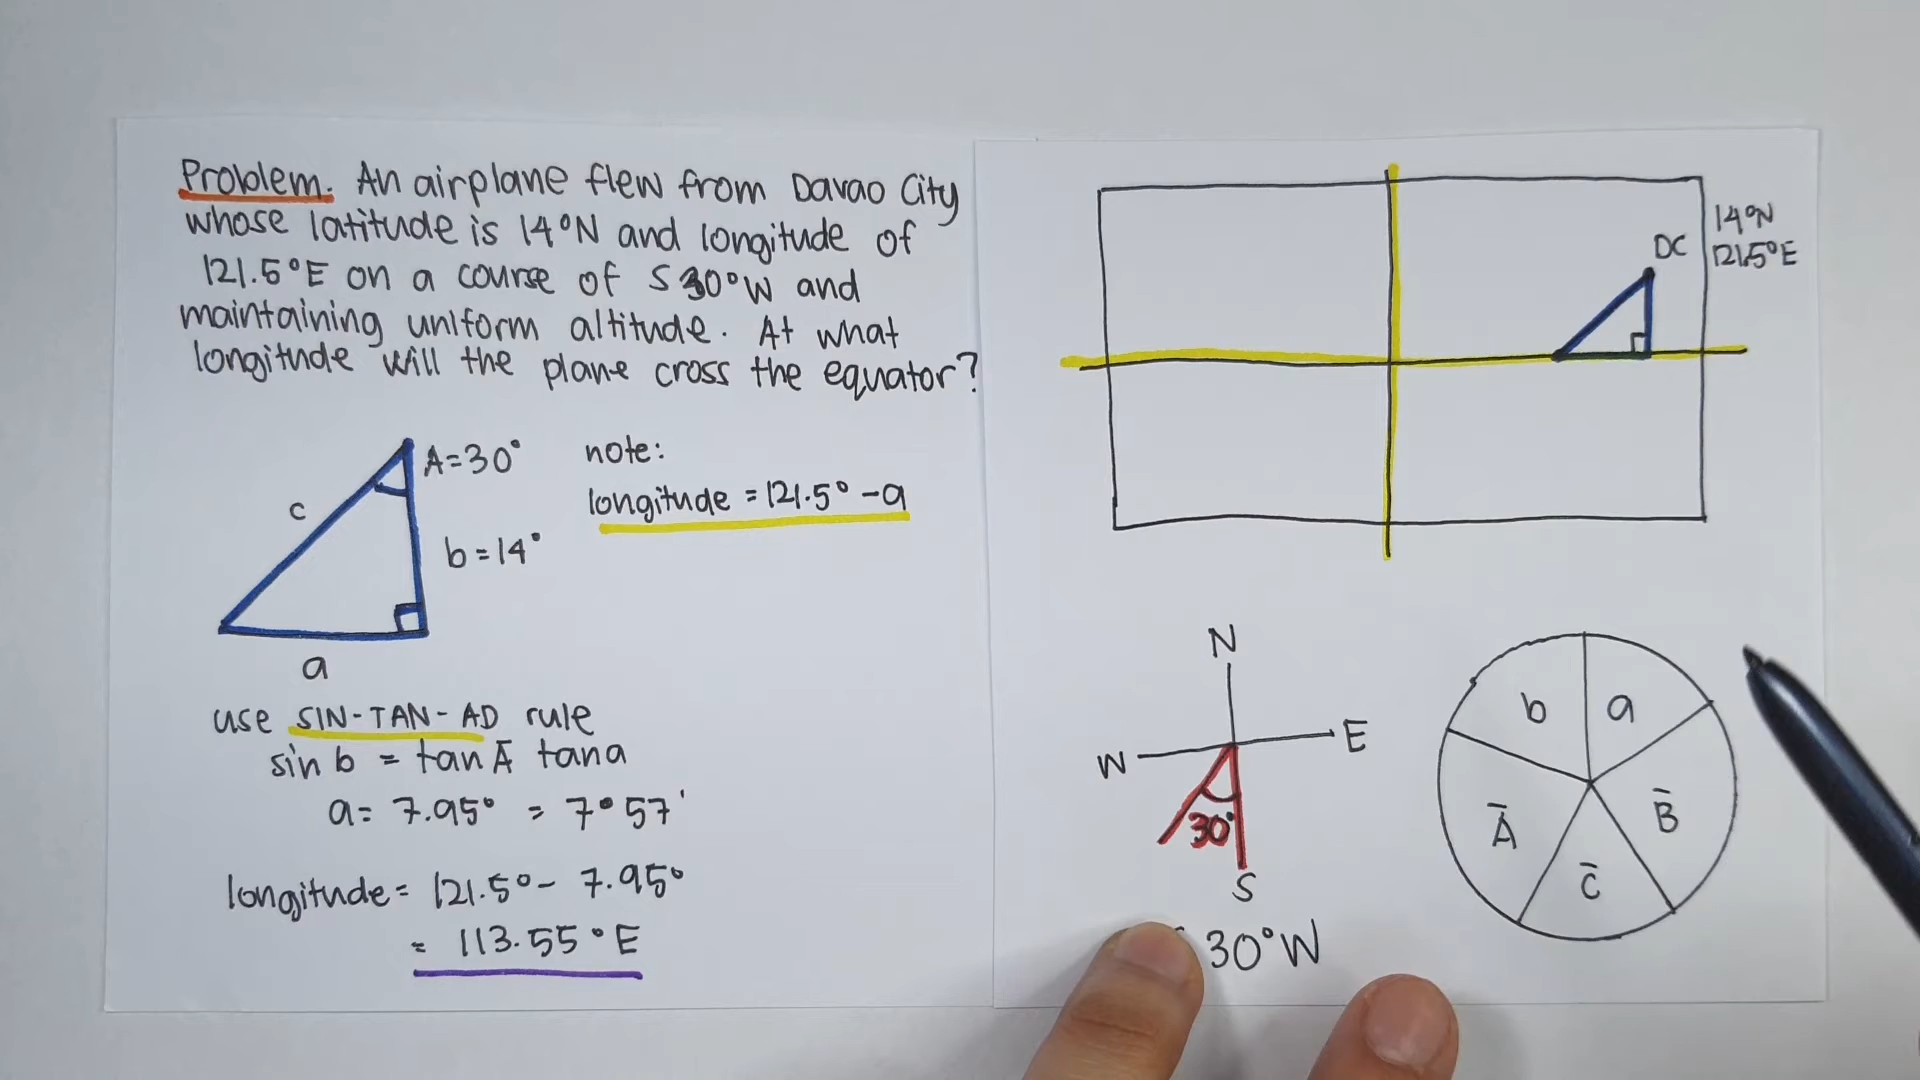 Problem. An airplane flew from Davao City
whose latitude is 14°N and longitude of
121.5°E on a course of S30°W and
maintaining uniform altitude. At what
longitude will the plane cross the equator?
A=30°
c
b=14°
a
note:
longitude = 121.5° - a
use SIN-TAN-AD rule
sin b = tan Ā tan a
a = 7.95° = 7°57'
longitude = 121.5° - 7.95°
= 113.55°E
14°N
DC
121.5°E
N
W
E
30°
S
30°W
b
a
Ā
B̄
c̄